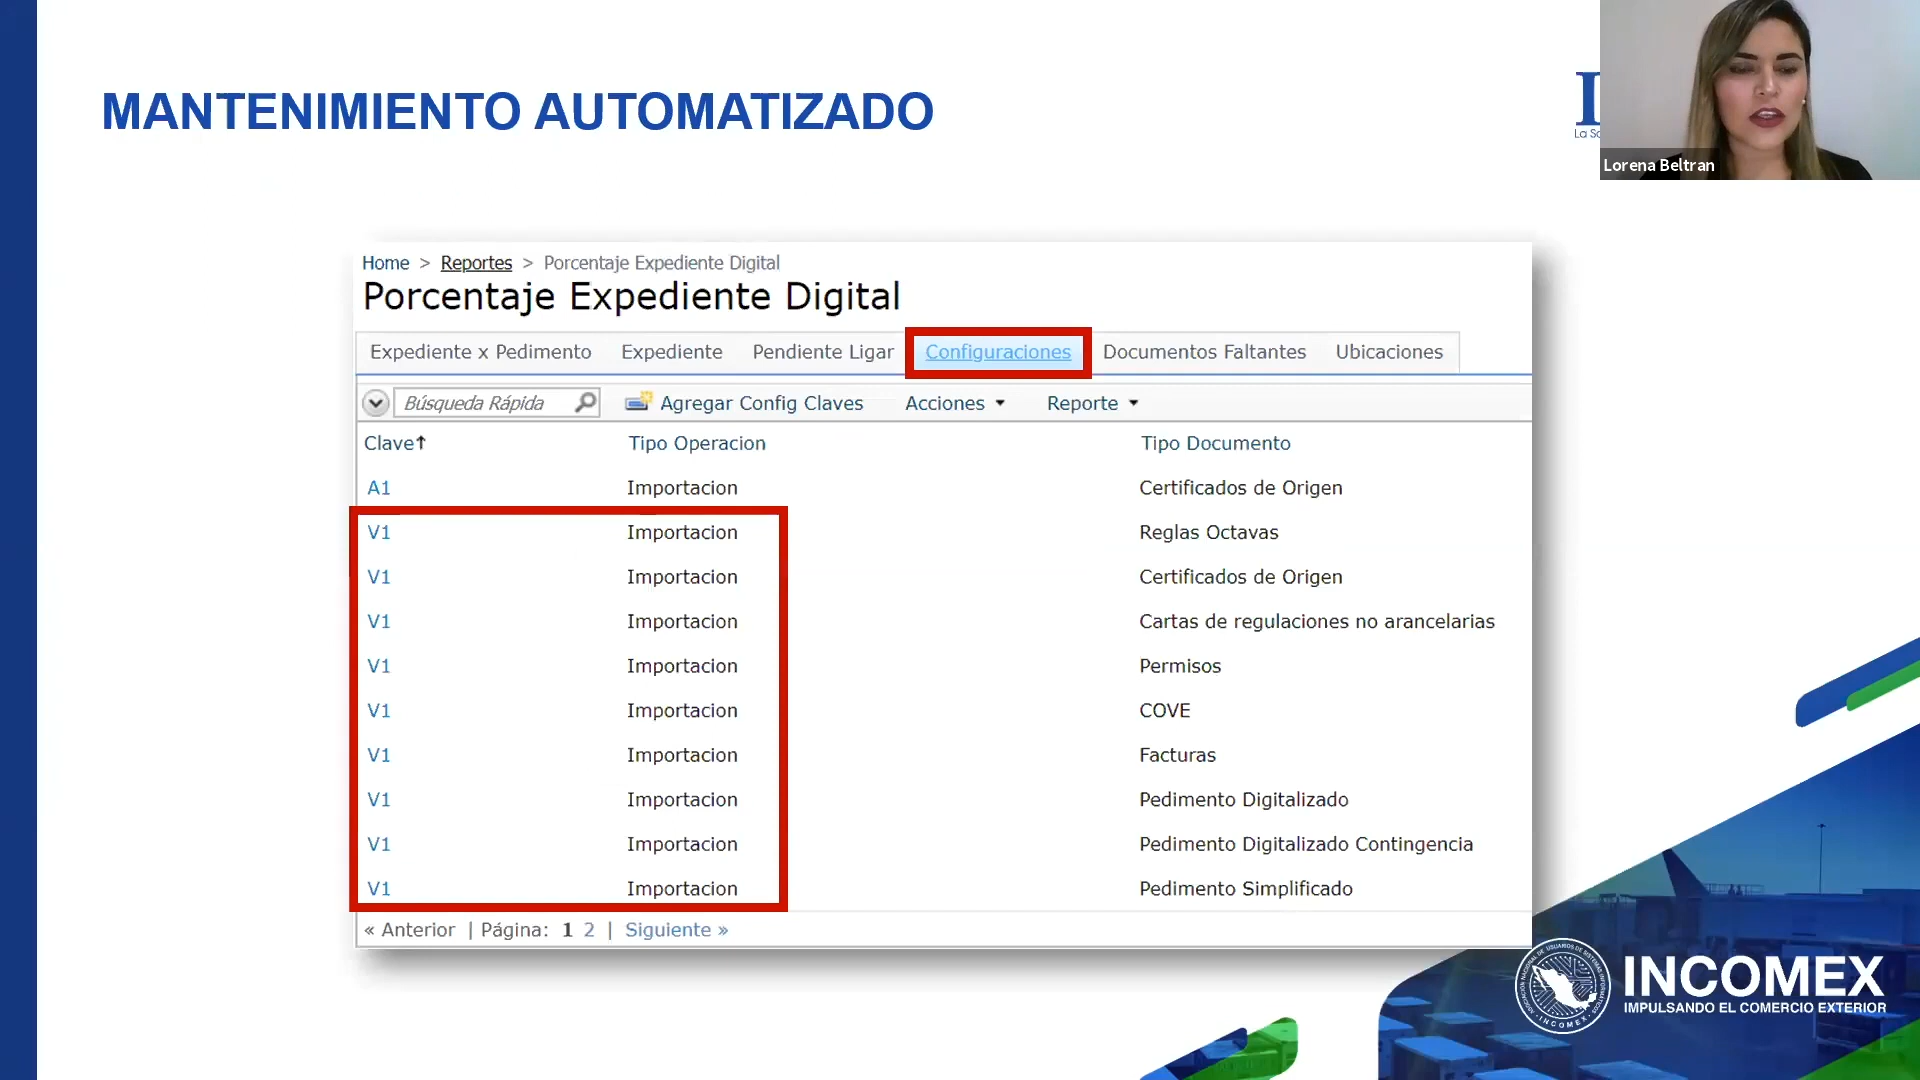 MANTENIMIENTO AUTOMATIZADO
Lorena Beltran
Home > Reportes > Porcentaje Expediente Digital
Porcentaje Expediente Digital
Expediente x Pedimento Expediente Pendiente Ligar Configuraciones Documentos Faltantes Ubicaciones
Búsqueda Rápida Agregar Config Claves Acciones Reporte
Clave↑ Tipo Operacion Tipo Documento
A1 Importacion Certificados de Origen
V1 Importacion Reglas Octavas
V1 Importacion Certificados de Origen
V1 Importacion Cartas de regulaciones no arancelarias
V1 Importacion Permisos
V1 Importacion COVE
V1 Importacion Facturas
V1 Importacion Pedimento Digitalizado
V1 Importacion Pedimento Digitalizado Contingencia
V1 Importacion Pedimento Simplificado
« Anterior | Página: 1 2 | Siguiente »
INCOMEX
IMPULSANDO EL COMERCIO EXTERIOR
INCOMEX